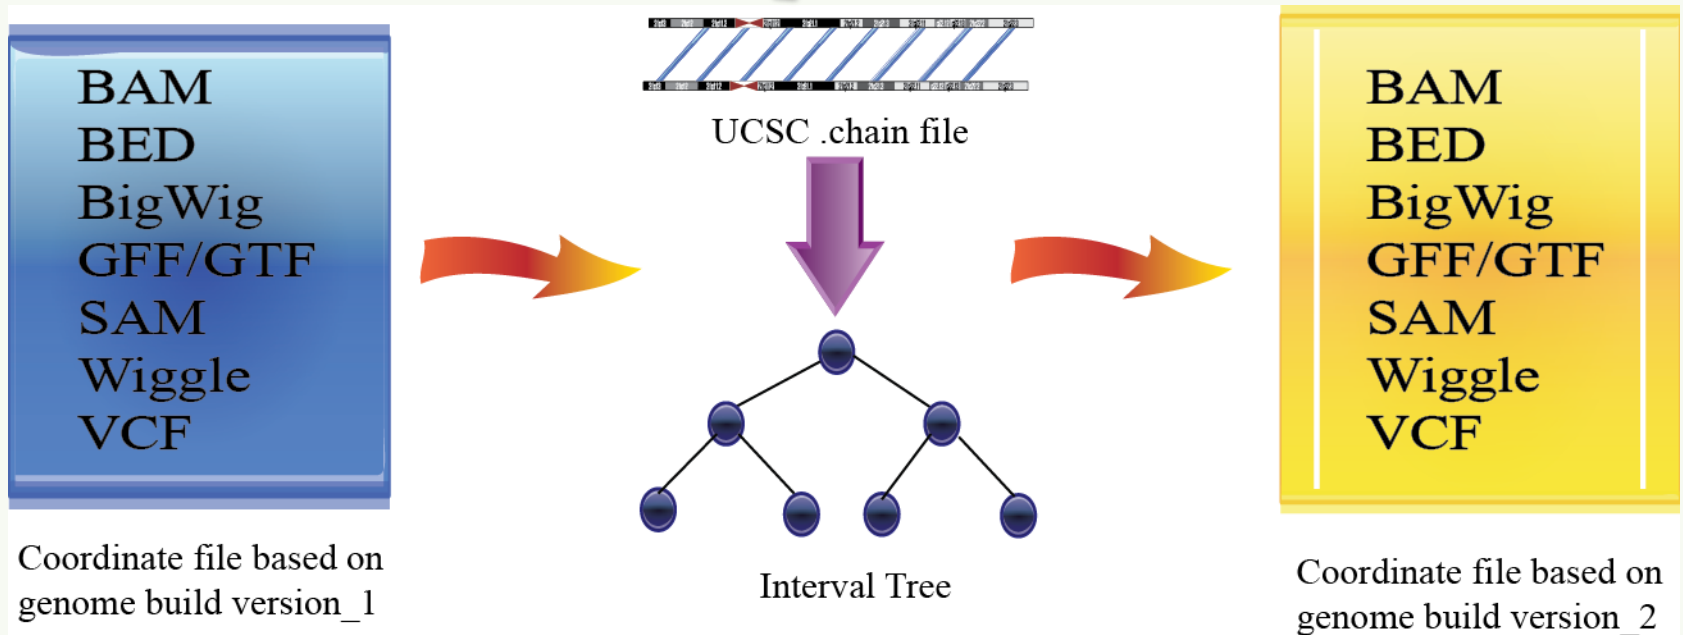 BAM
BED
BigWig
GFF/GTF
SAM
Wiggle
VCF
Coordinate file based on
genome build version_1
UCSC .chain file
Interval Tree
BAM
BED
BigWig
GFF/GTF
SAM
Wiggle
VCF
Coordinate file based on
genome build version_2